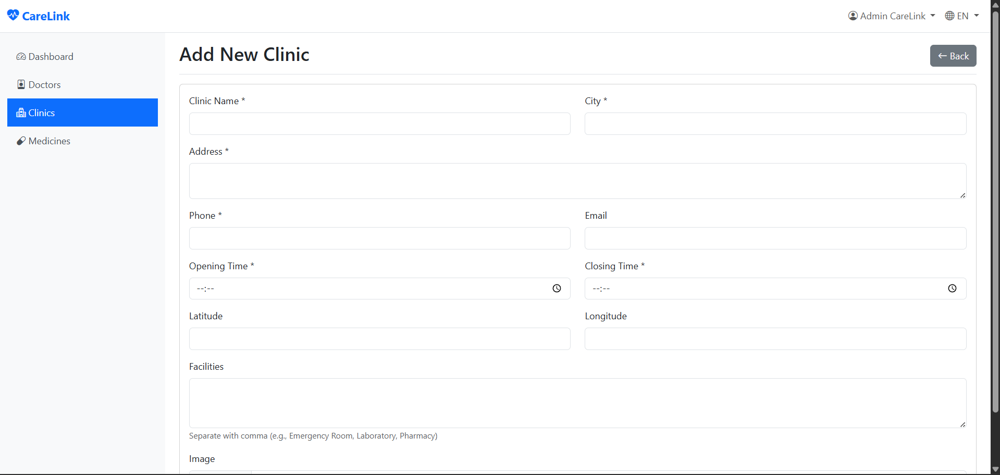 CareLink
Admin CareLink
EN
Dashboard
Doctors
Clinics
Medicines
Add New Clinic
← Back
Clinic Name *
City *
Address *
Phone *
Email
Opening Time *
Closing Time *
--:--
--:--
Latitude
Longitude
Facilities
Separate with comma (e.g., Emergency Room, Laboratory, Pharmacy)
Image